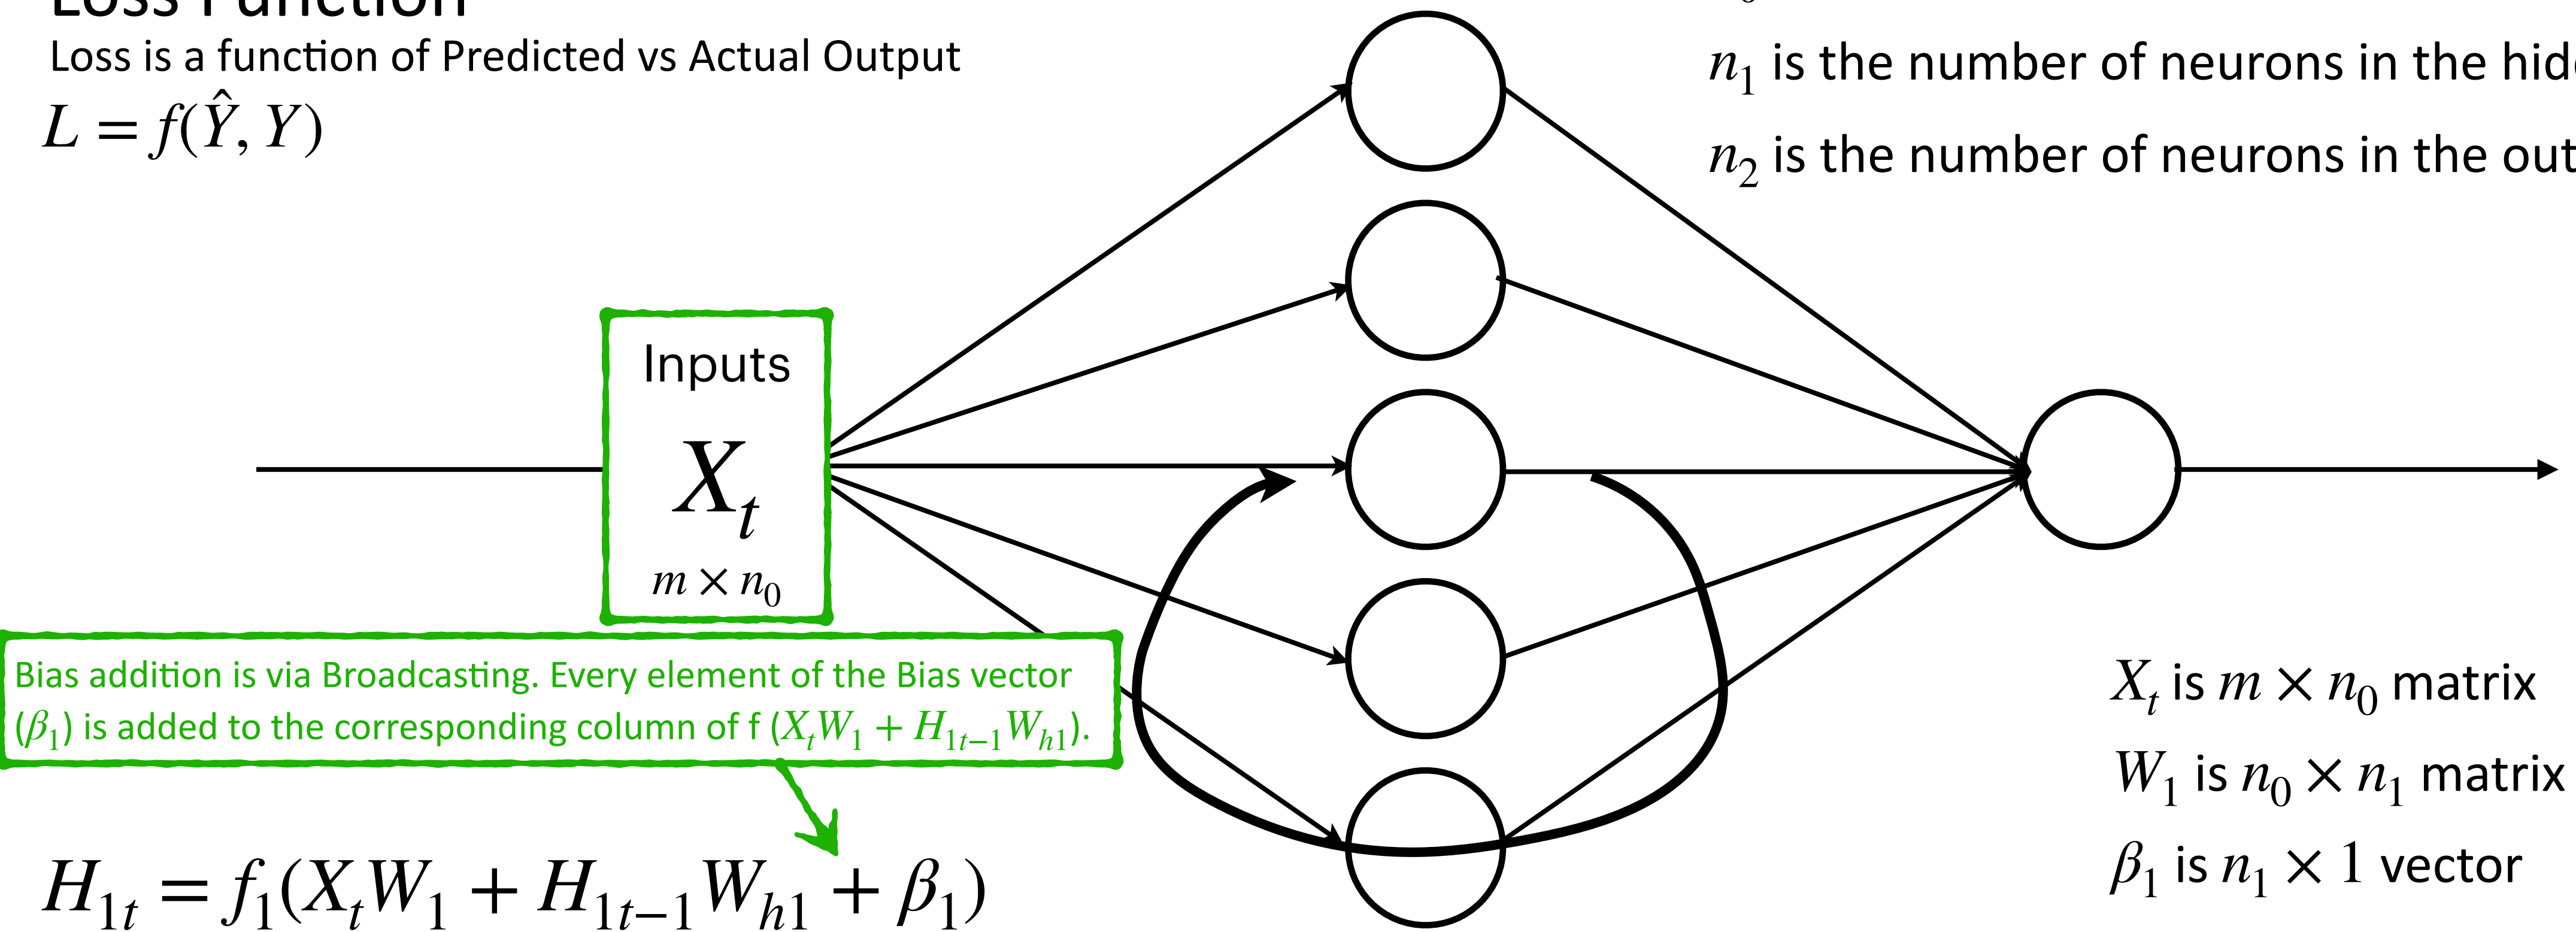 Loss Function
Loss is a function of Predicted vs Actual Output
L = f(Ŷ, Y)
n₁ is the number of neurons in the
n₂ is the number of neurons in the
Inputs
Xₜ
m × n₀
Bias addition is via Broadcasting. Every element of the Bias vector
(β₁) is added to the corresponding column of f (XₜW₁ + H₁ₜ₋₁Wₕ₁).
H₁ₜ = f₁(XₜW₁ + H₁ₜ₋₁Wₕ₁ + β₁)
Xₜ is m × n₀ matrix
W₁ is n₀ × n₁ matrix
β₁ is n₁ × 1 vector